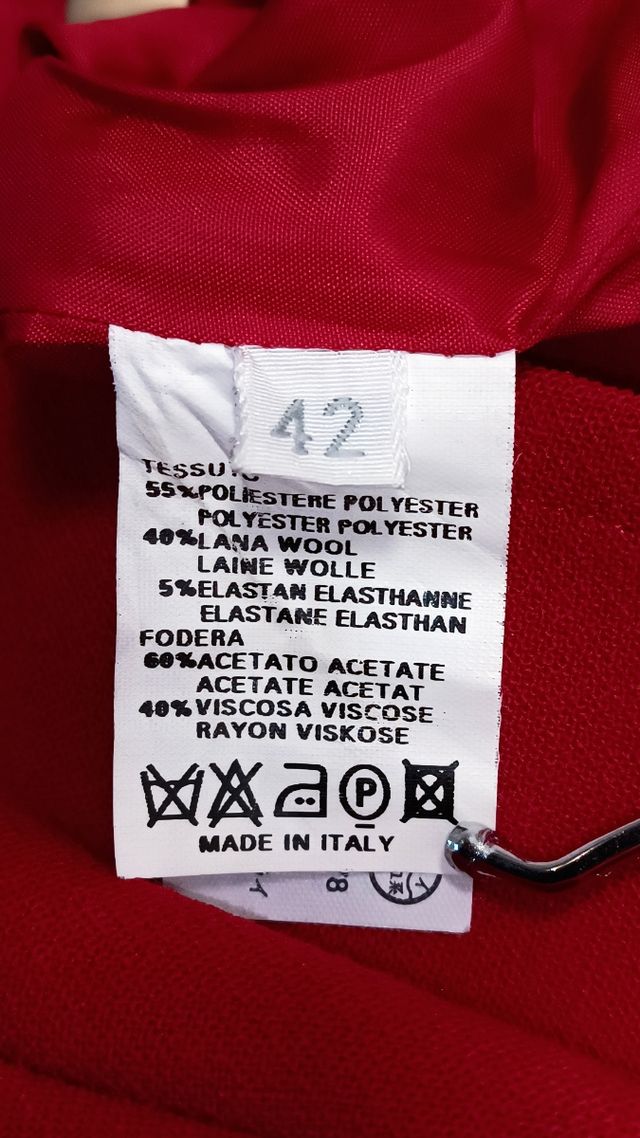 42
TESSUTO
55% POLIESTERE POLYESTER
POLYESTER POLYESTER
40% LANA WOOL
LAINE WOLLE
5% ELASTAN ELASTHANNE
ELASTANE ELASTHAN
FODERA
60% ACETATO ACETATE
ACETATE ACETAT
40% VISCOSA VISCOSE
RAYON VISKOSE
P
MADE IN ITALY